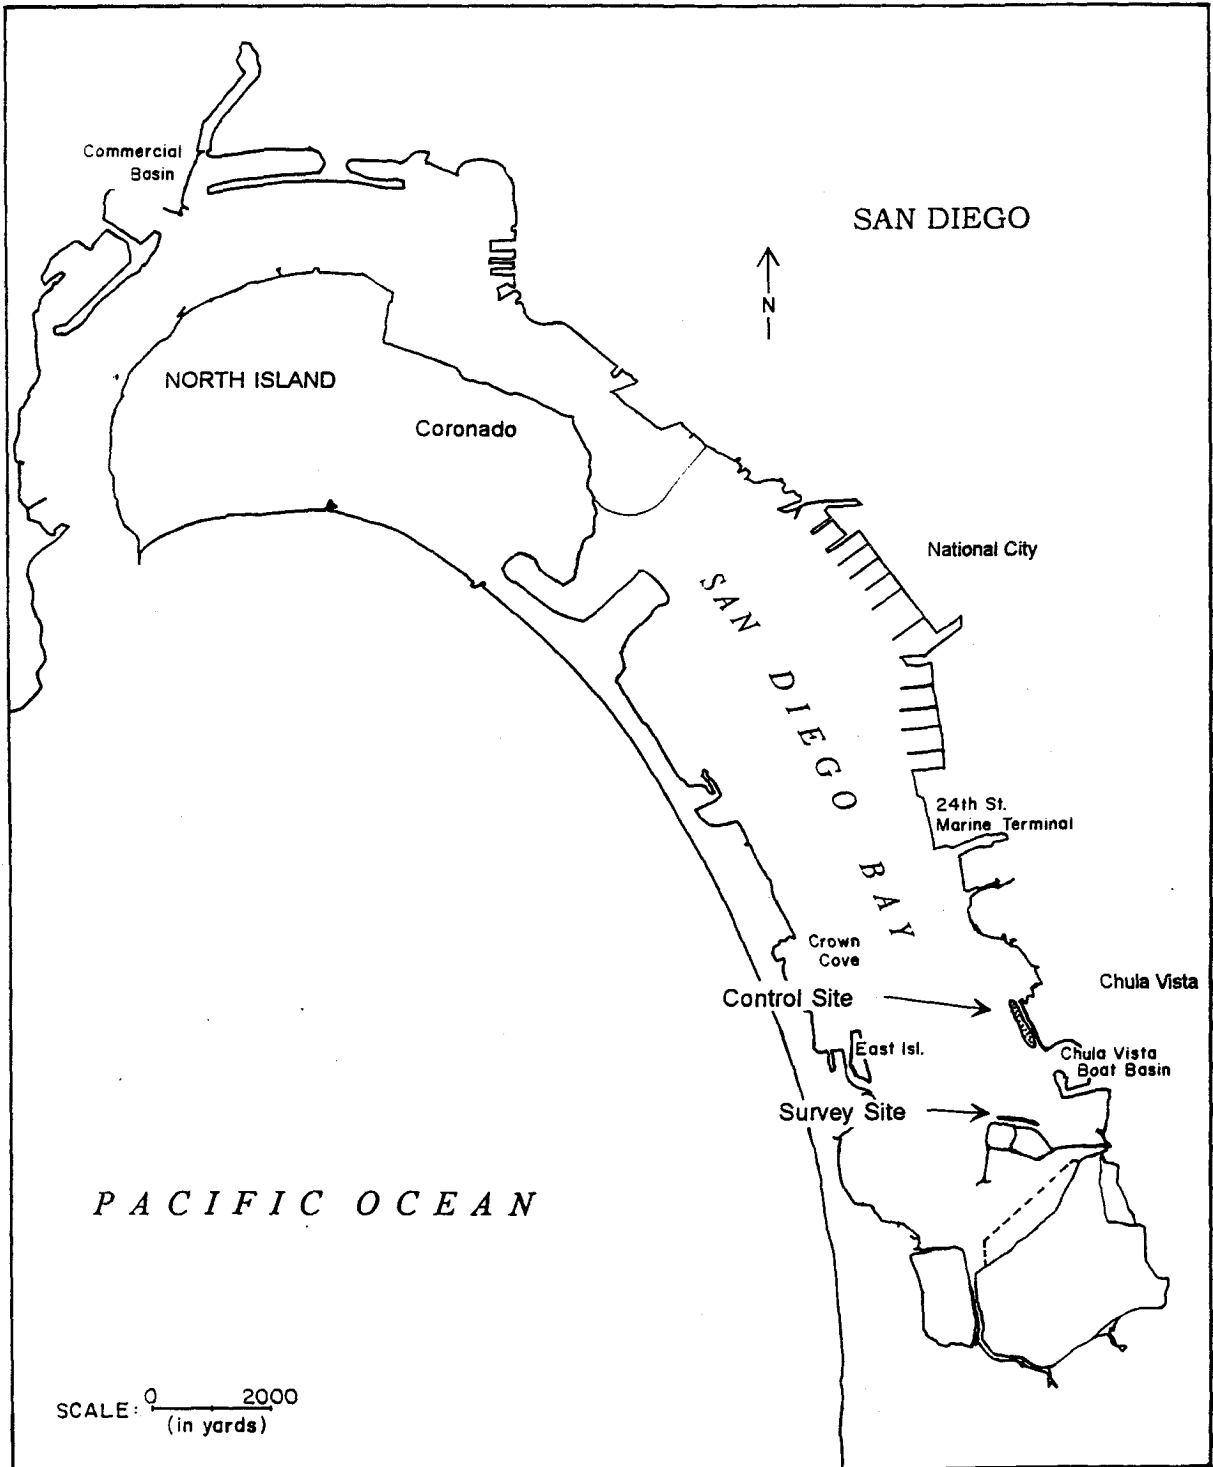 Commercial
Basin
SAN DIEGO
N
NORTH ISLAND
Coronado
National City
SAN DIEGO BAY
24th St.
Marine Terminal
Crown
Cove
Chula Vista
Control Site
East Isl.
Chula Vista
Boat Basin
Survey Site
PACIFIC OCEAN
0 2000
SCALE:
(in yards)